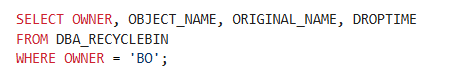 SELECT OWNER, OBJECT_NAME, ORIGINAL_NAME, DROPTIME
FROM DBA_RECYCLEBIN
WHERE OWNER = 'BO';